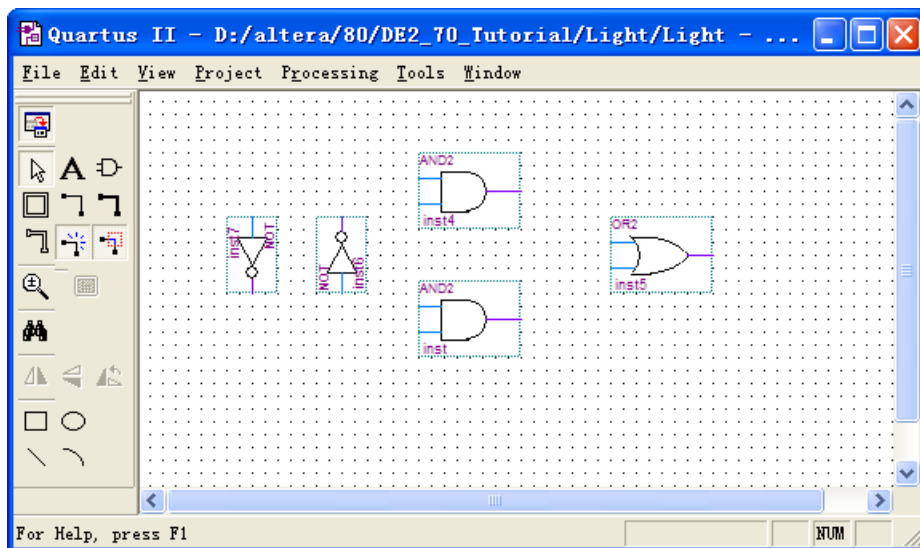 Quartus II - D:/altera/80/DE2_70_Tutorial/Light/Light - ...
File Edit View Project Processing Tools Window
A
AND2
inst4
inst7
NOT
NOT
inst6
OR2
inst5
AND2
inst
For Help, press F1
NUM